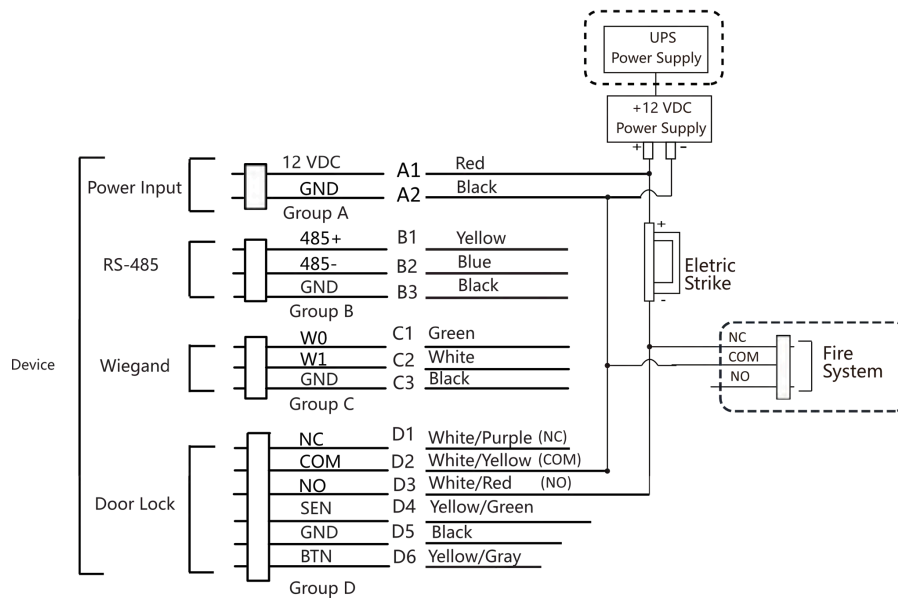 UPS
Power Supply
+12 VDC
Power Supply
+ -
12 VDC A1 Red
Power Input
GND A2 Black
Group A
+
485+ B1 Yellow
RS-485
485- B2 Blue
Eletric
Strike
GND B3 Black
-
Group B
W0 C1 Green
NC
Device
Wiegand
W1 C2 White
COM
Fire
System
GND C3 Black
NO
Group C
NC D1 White/Purple (NC)
COM D2 White/Yellow (COM)
NO D3 White/Red (NO)
Door Lock
SEN D4 Yellow/Green
GND D5 Black
BTN D6 Yellow/Gray
Group D